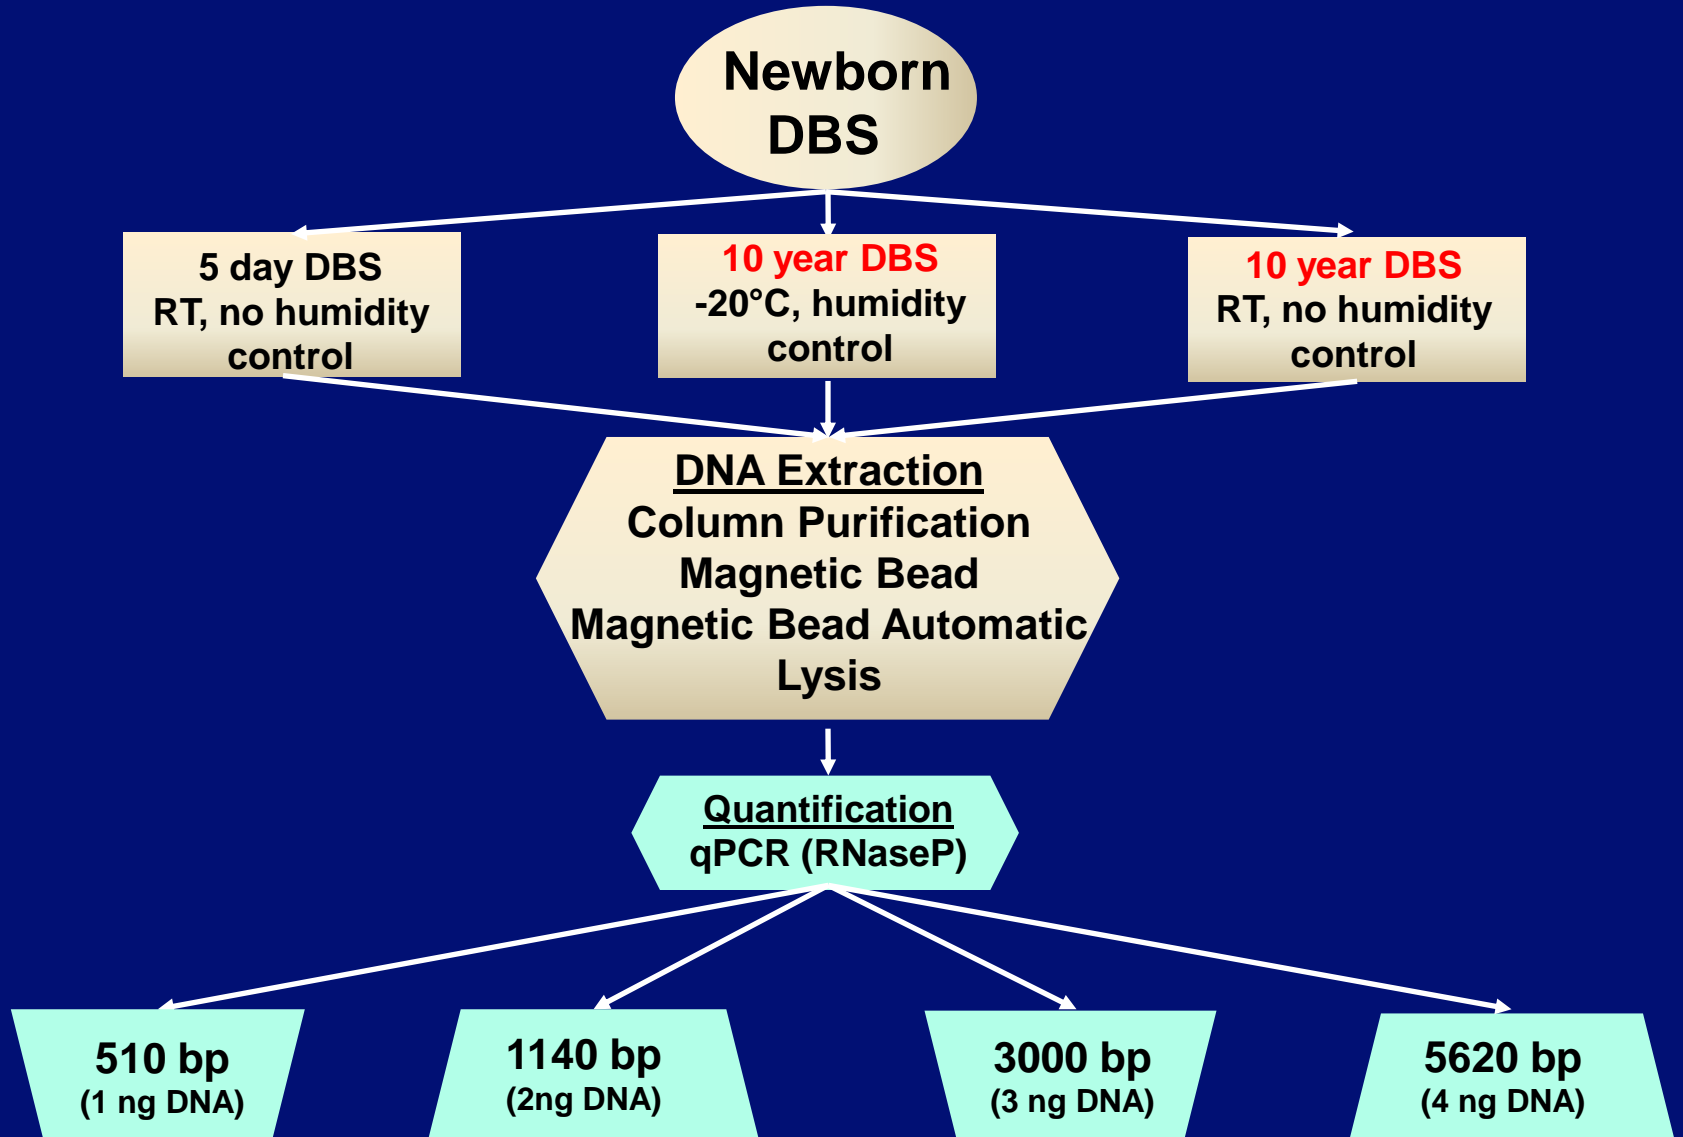 Newborn
DBS
5 day DBS
RT, no humidity
control
10 year DBS
-20°C, humidity
control
10 year DBS
RT, no humidity
control
DNA Extraction
Column Purification
Magnetic Bead
Magnetic Bead Automatic
Lysis
Quantification
qPCR (RNaseP)
510 bp
(1 ng DNA)
1140 bp
(2ng DNA)
3000 bp
(3 ng DNA)
5620 bp
(4 ng DNA)